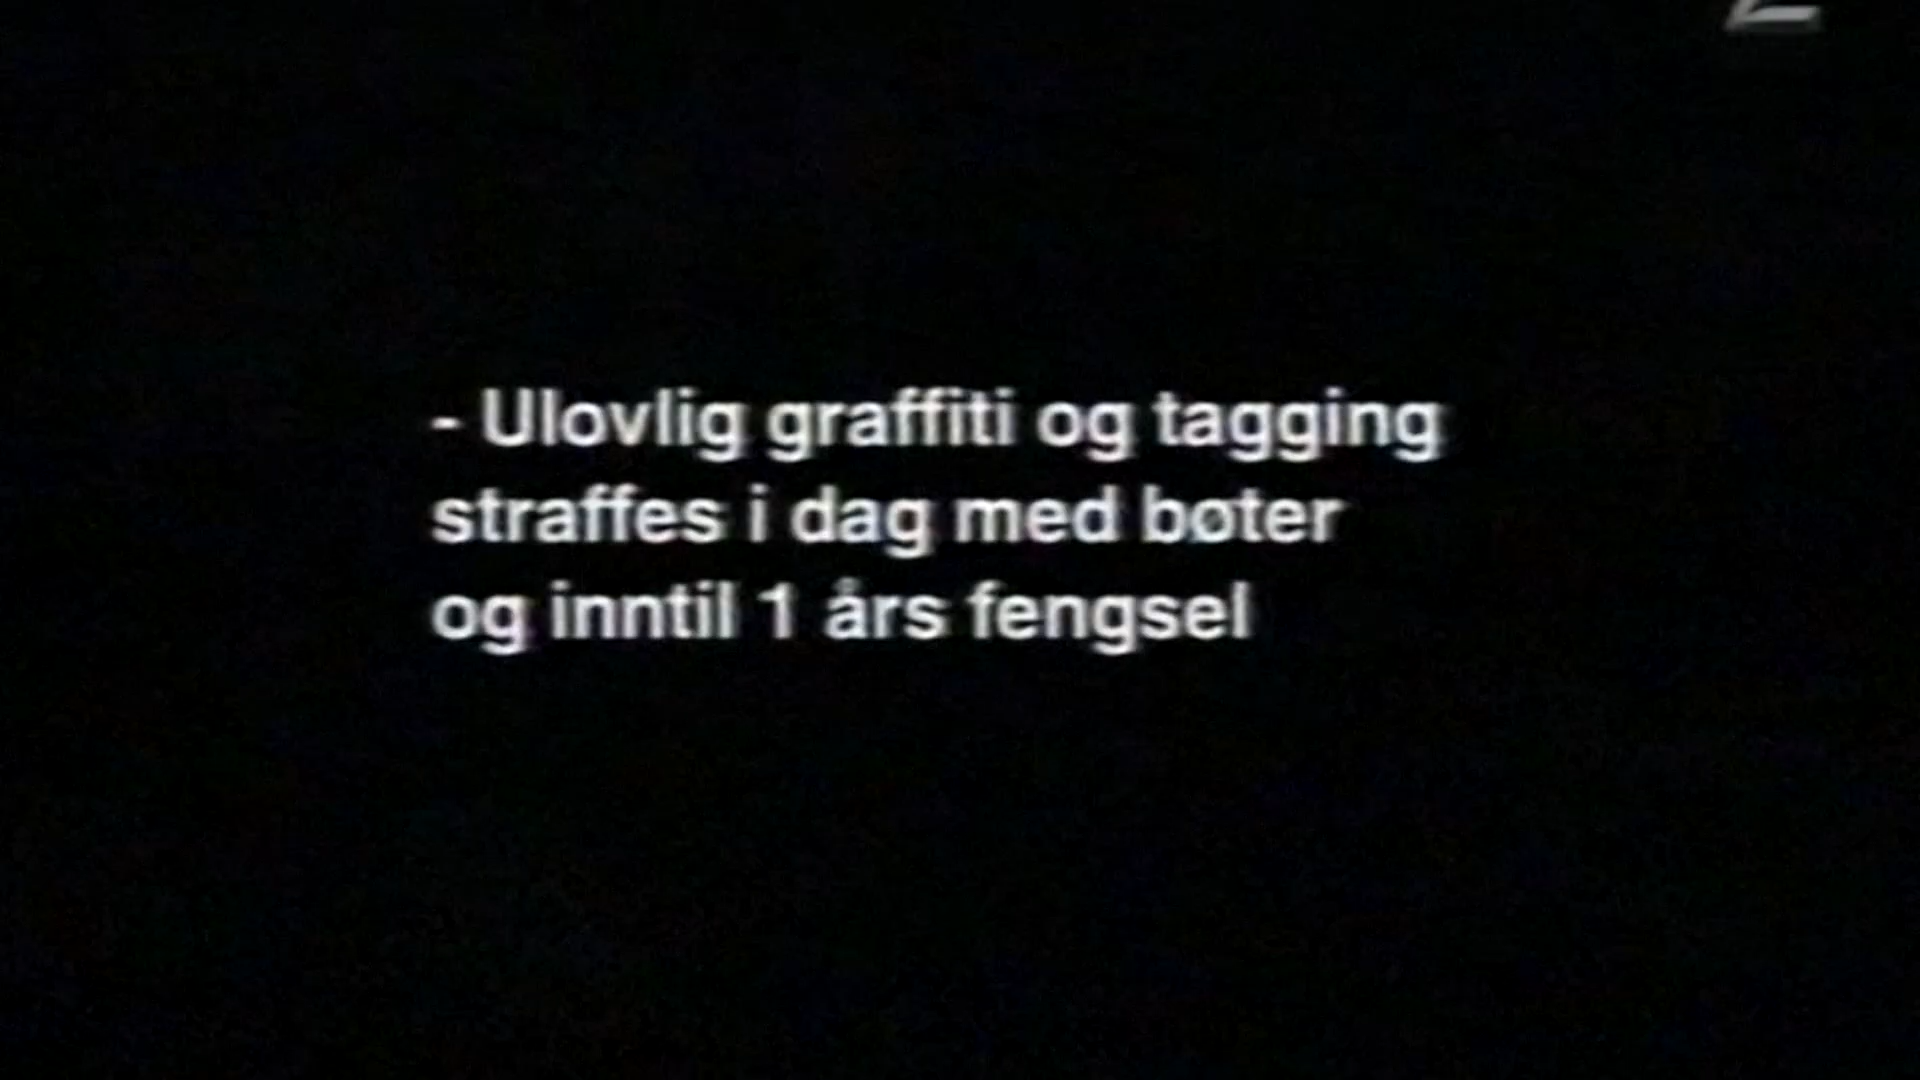 - Ulovlig graffiti og tagging
straffes i dag med bøter
og inntil 1 års fengsel